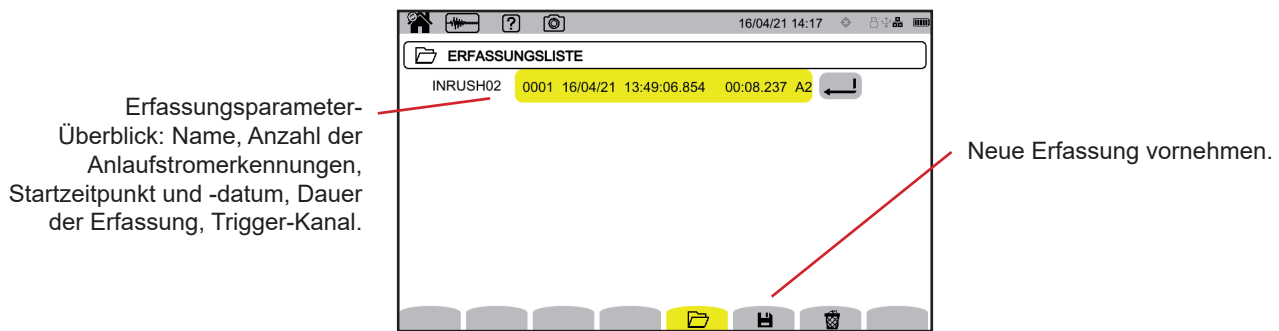 16/04/21 14:17
ERFASSUNGSLISTE
INRUSH02 0001 16/04/21 13:49:06.854 00:08.237 A2
Erfassungsparameter-
Überblick: Name, Anzahl der
Anlaufstromerkennungen,
Startzeitpunkt und -datum, Dauer
der Erfassung, Trigger-Kanal.
Neue Erfassung vornehmen.